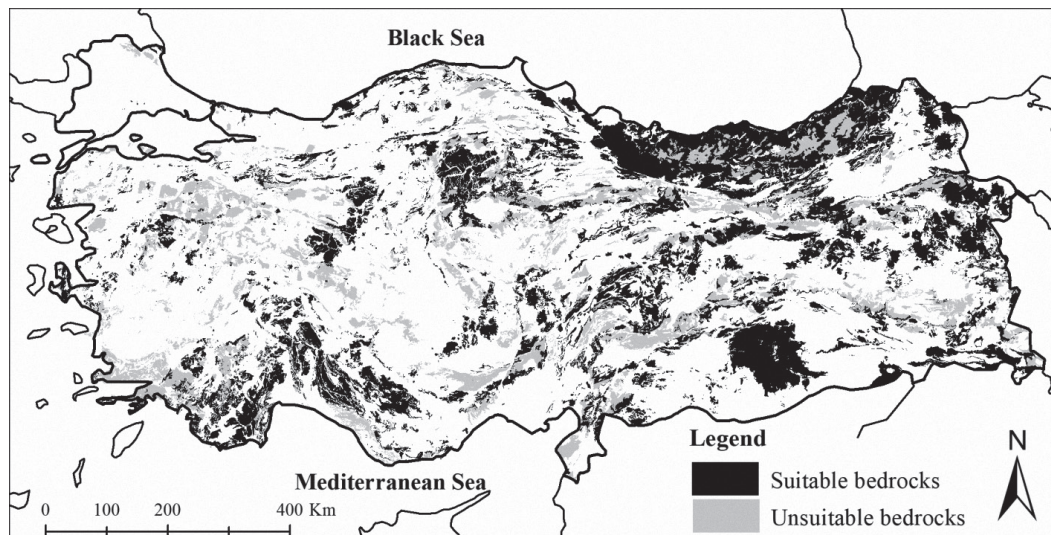 Black Sea
Mediterranean Sea
0 100 200 400 Km
Legend
Suitable bedrocks
Unsuitable bedrocks
N